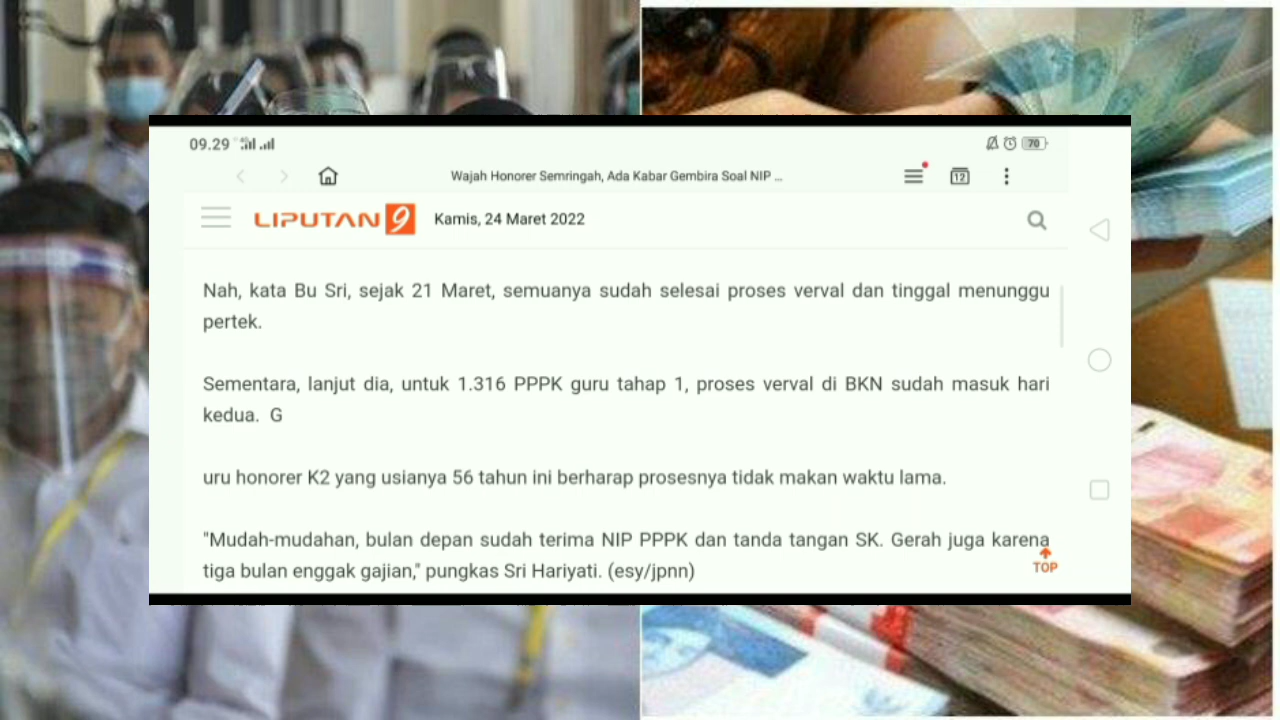 09.29
70
Wajah Honorer Semringah, Ada Kabar Gembira Soal NIP ...
12
LIPUTAN 9 Kamis, 24 Maret 2022
Nah, kata Bu Sri, sejak 21 Maret, semuanya sudah selesai proses verval dan tinggal menunggu
pertek.
Sementara, lanjut dia, untuk 1.316 PPPK guru tahap 1, proses verval di BKN sudah masuk hari
kedua. G
uru honorer K2 yang usianya 56 tahun ini berharap prosesnya tidak makan waktu lama.
"Mudah-mudahan, bulan depan sudah terima NIP PPPK dan tanda tangan SK. Gerah juga karena
tiga bulan enggak gajian," pungkas Sri Hariyati. (esy/jpnn)
TOP